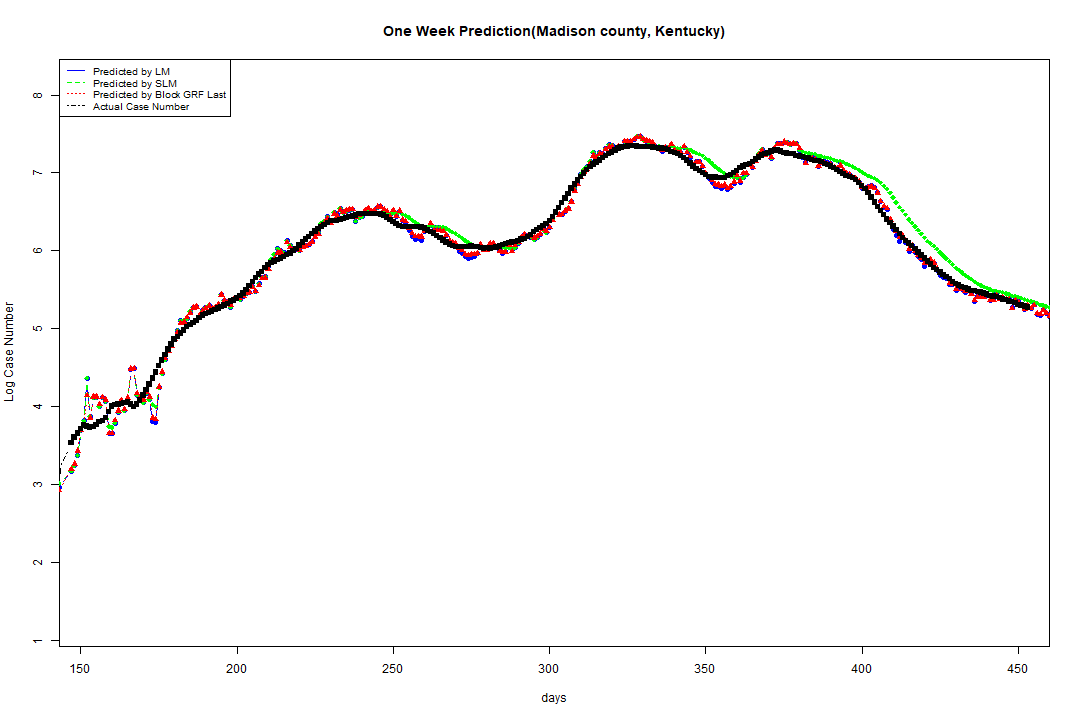 One Week Prediction(Madison county, Kentucky)
Predicted by LM
Predicted by SLM
Predicted by Block GRF Last
Actual Case Number
8
7
6
5
4
3
2
1
Log Case Number
150 200 250 300 350 400 450
days